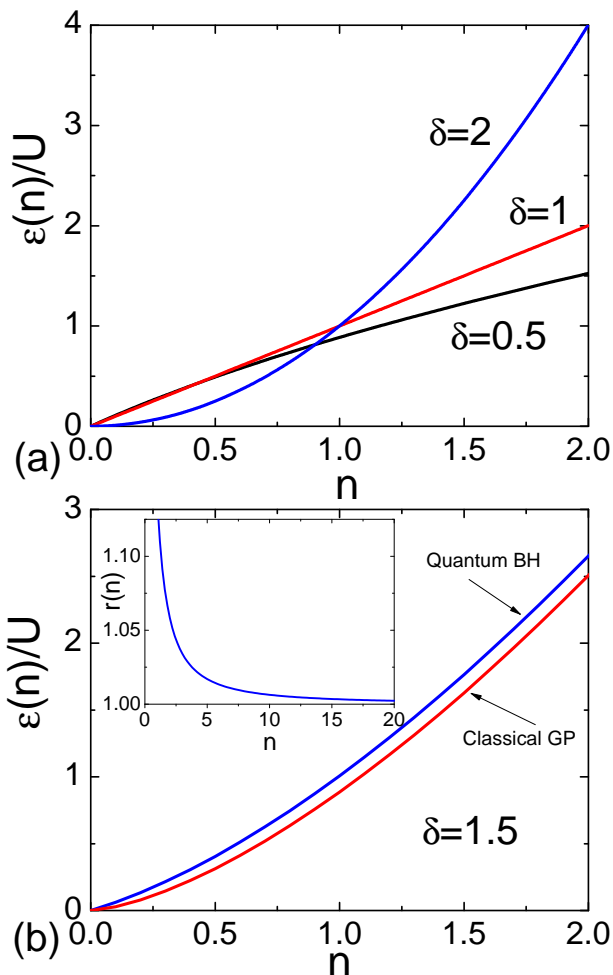 4
3
2
1
0
ε(n)/U
δ=2
δ=1
δ=0.5
0.0 0.5 1.0 1.5 2.0
(a) n
3
2
1
0
ε(n)/U
1.10
1.05
1.00
r(n)
0 5 10 15 20
n
Quantum BH
Classical GP
δ=1.5
0.0 0.5 1.0 1.5 2.0
(b) n